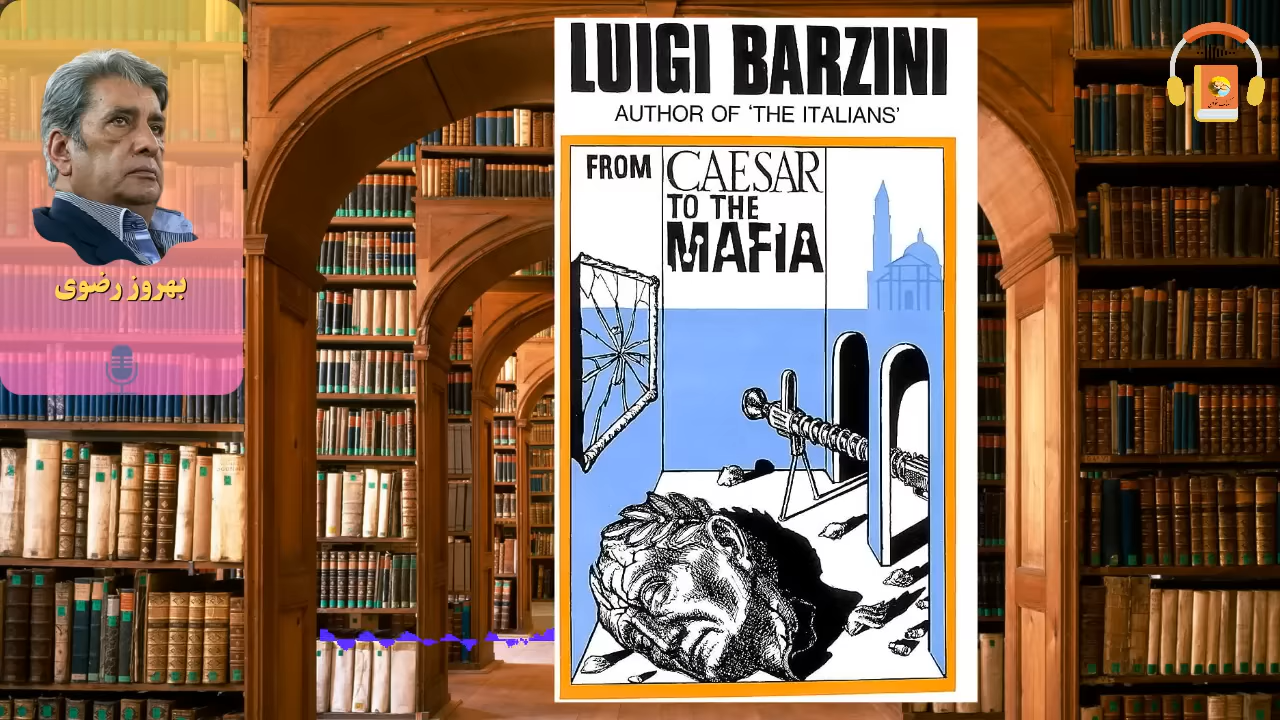 LUIGI BARZINI
AUTHOR OF 'THE ITALIANS'
FROM CAESAR
TO THE
MAFIA
بهروز رضوی